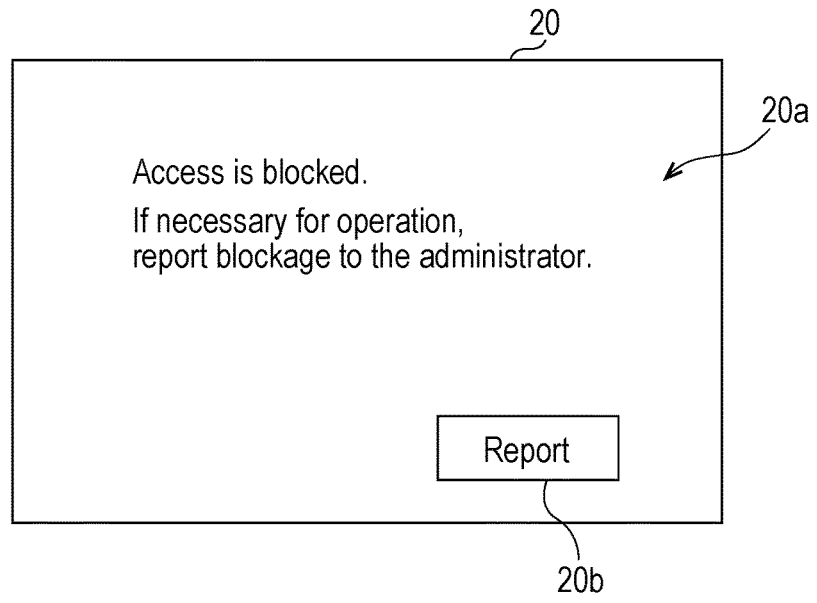 20
20a
Access is blocked.
If necessary for operation,
report blockage to the administrator.
Report
20b